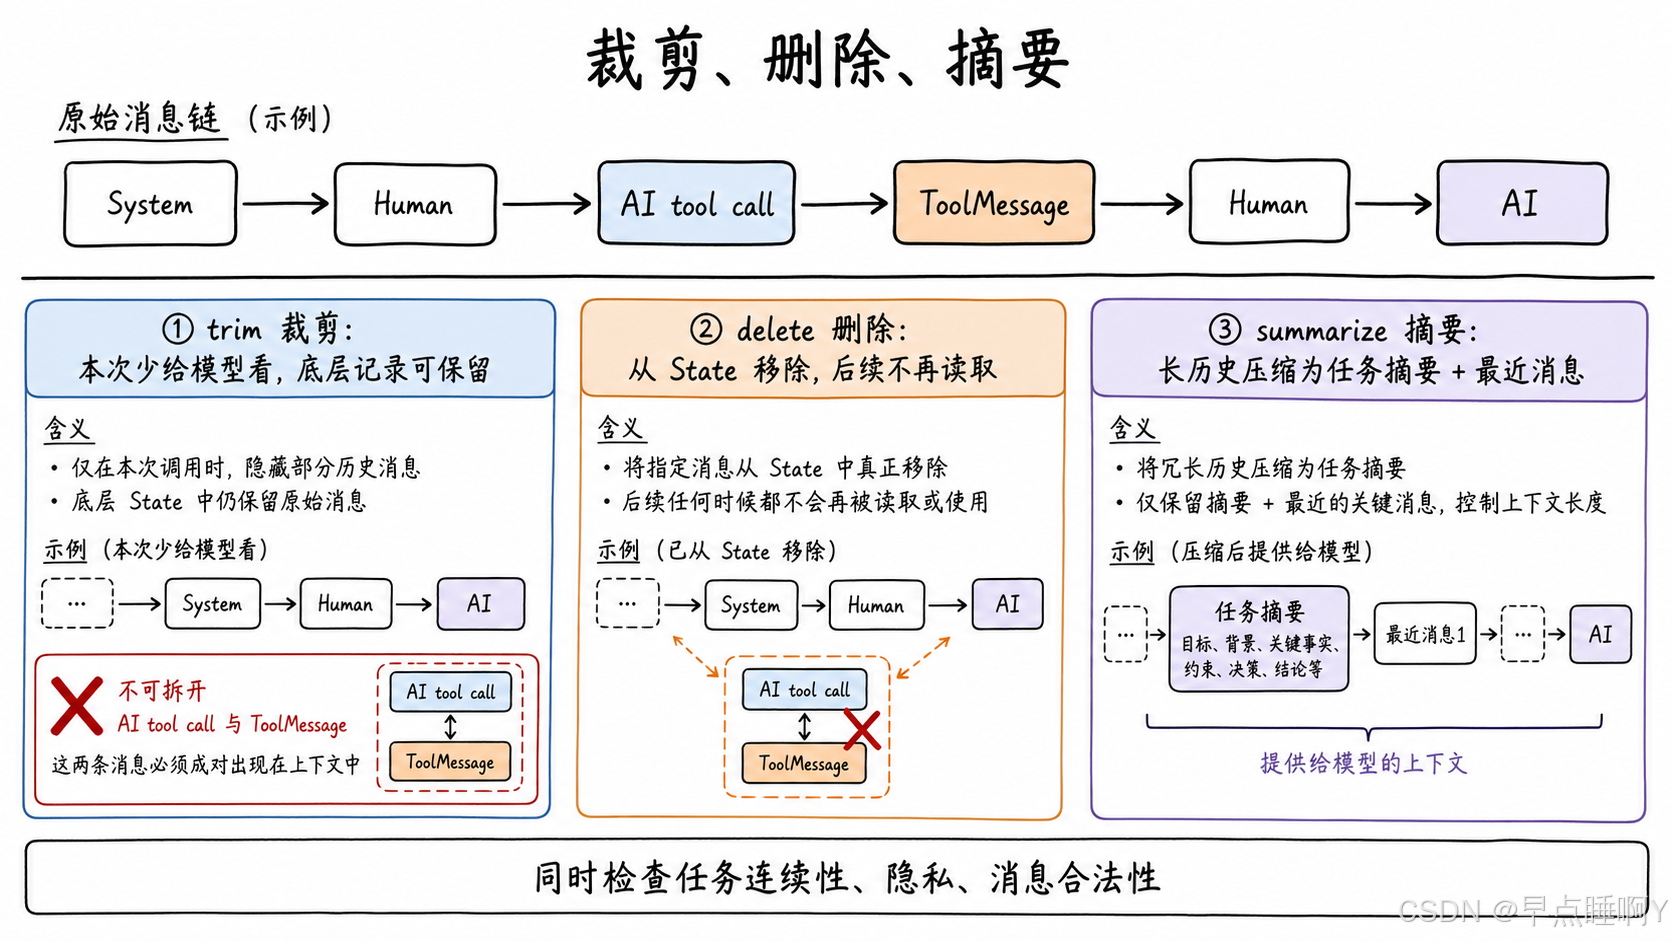 裁剪、删除、摘要
原始消息链（示例）
System
Human
AI tool call
ToolMessage
Human
AI
① trim 裁剪：
本次少给模型看，底层记录可保留
含义
• 仅在本次调用时，隐藏部分历史消息
• 底层 State 中仍保留原始消息
示例（本次少给模型看）
...
System
Human
AI
不可拆开
AI tool call 与 ToolMessage
这两条消息必须成对出现在上下文中
AI tool call
ToolMessage
② delete 删除：
从 State 移除，后续不再读取
含义
• 将指定消息从 State 中真正移除
• 后续任何时候都不会再被读取或使用
示例（已从 State 移除）
...
System
Human
AI
AI tool call
ToolMessage
③ summarize 摘要：
长历史压缩为任务摘要 + 最近消息
含义
• 将冗长历史压缩为任务摘要
• 仅保留摘要 + 最近的关键消息，控制上下文长度
示例（压缩后提供给模型）
...
任务摘要
目标、背景、关键事实、
约束、决策、结论等
最近消息1
...
AI
提供给模型的上下文
同时检查任务连续性、隐私、消息合法性
CSDN @早点睡啊Y